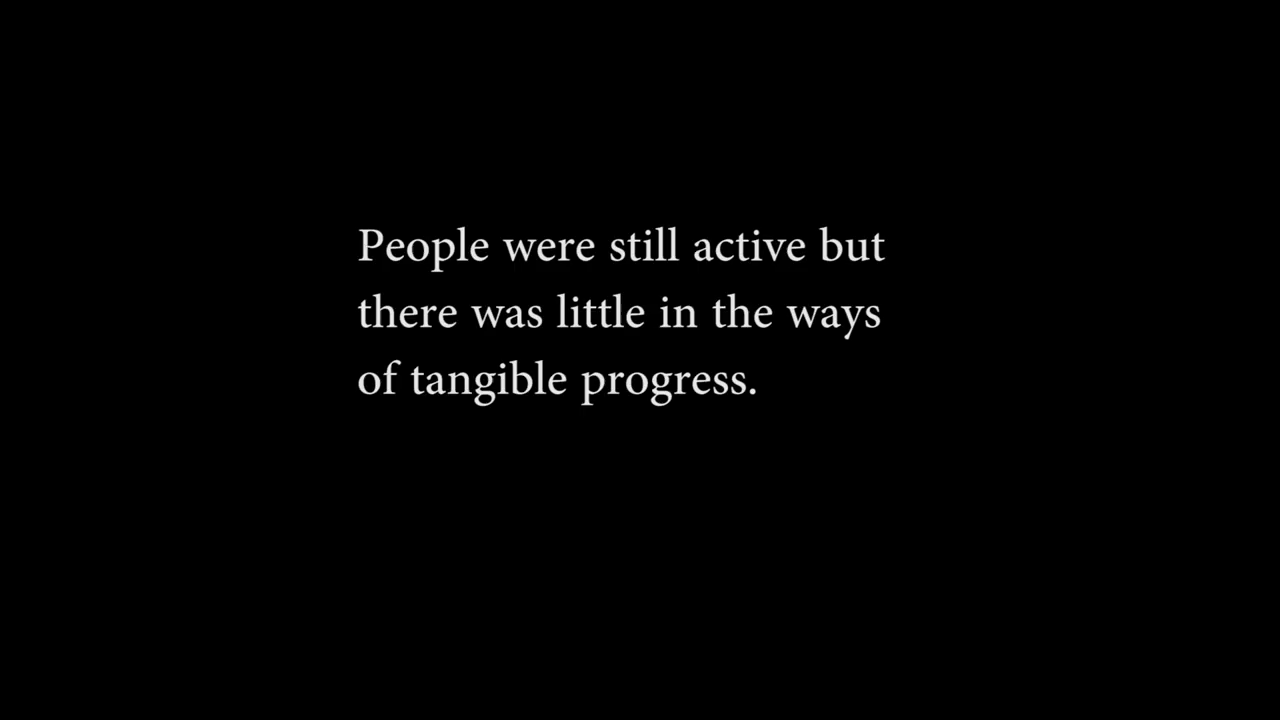 People were still active but
there was little in the ways
of tangible progress.